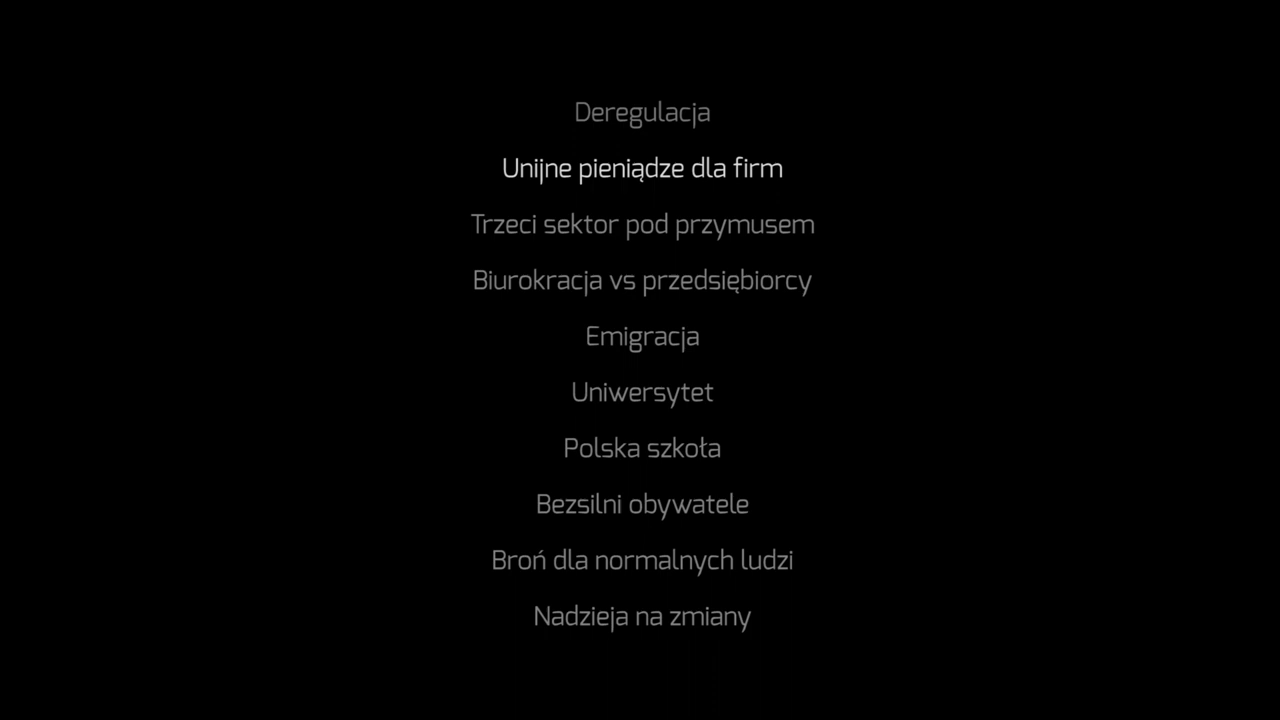 Deregulacja
Unijne pieniądze dla firm
Trzeci sektor pod przymusem
Biurokracja vs przedsiębiorcy
Emigracja
Uniwersytet
Polska szkoła
Bezsilni obywatele
Broń dla normalnych ludzi
Nadzieja na zmiany